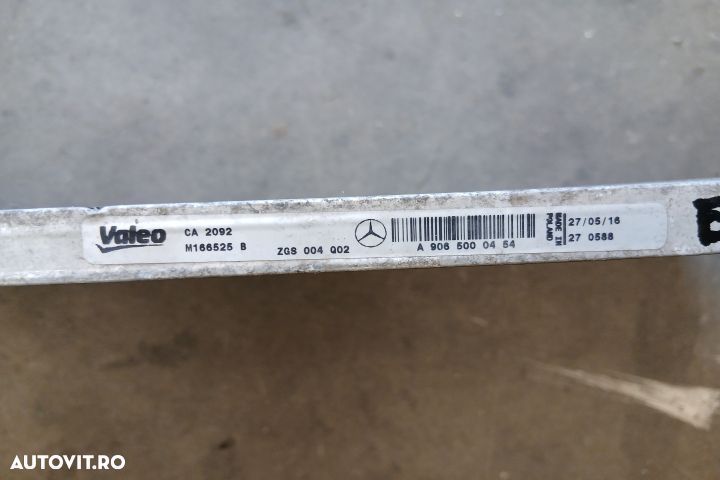 Valeo
CA 2092
M166525 B
ZGS 004 Q02
A 906 500 04 54
MADE IN
POLAND
27/05/16
27 0588
AUTOVIT.RO